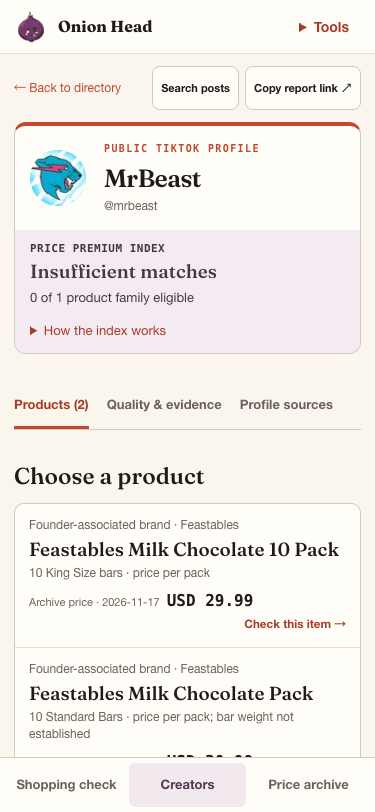 Onion Head
▶ Tools
← Back to directory
Search posts
Copy report link ↗
PUBLIC TIKTOK PROFILE
MrBeast
@mrbeast
PRICE PREMIUM INDEX
Insufficient matches
0 of 1 product family eligible
▶ How the index works
Products (2)
Quality & evidence
Profile sources
Choose a product
Founder-associated brand · Feastables
Feastables Milk Chocolate 10 Pack
10 King Size bars · price per pack
Archive price · 2026-11-17 USD 29.99
Check this item →
Founder-associated brand · Feastables
Feastables Milk Chocolate Pack
10 Standard Bars · price per pack; bar weight not
established
Shopping check
Creators
Price archive